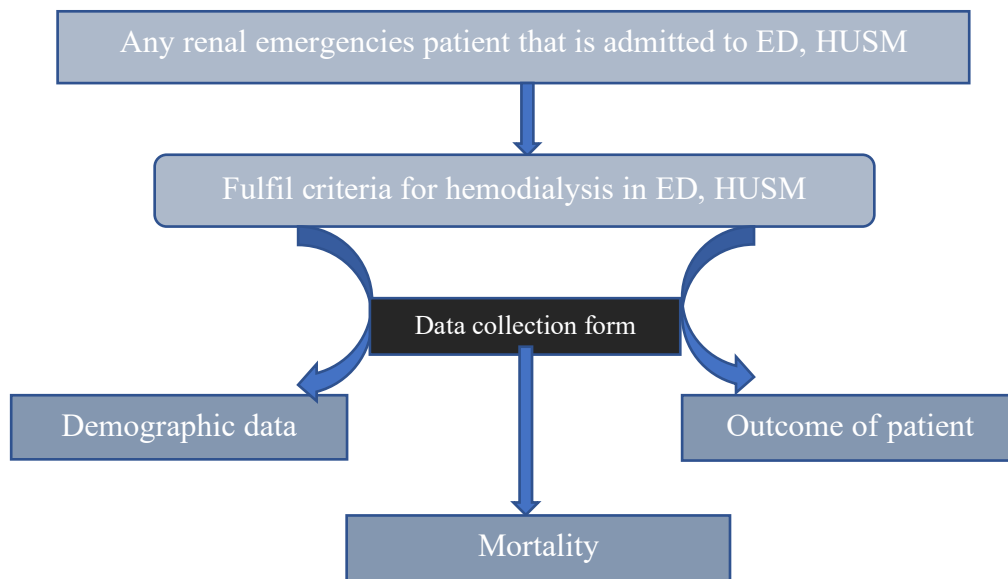 Any renal emergencies patient that is admitted to ED, HUSM
Fulfil criteria for hemodialysis in ED, HUSM
Data collection form
Demographic data
Outcome of patient
Mortality